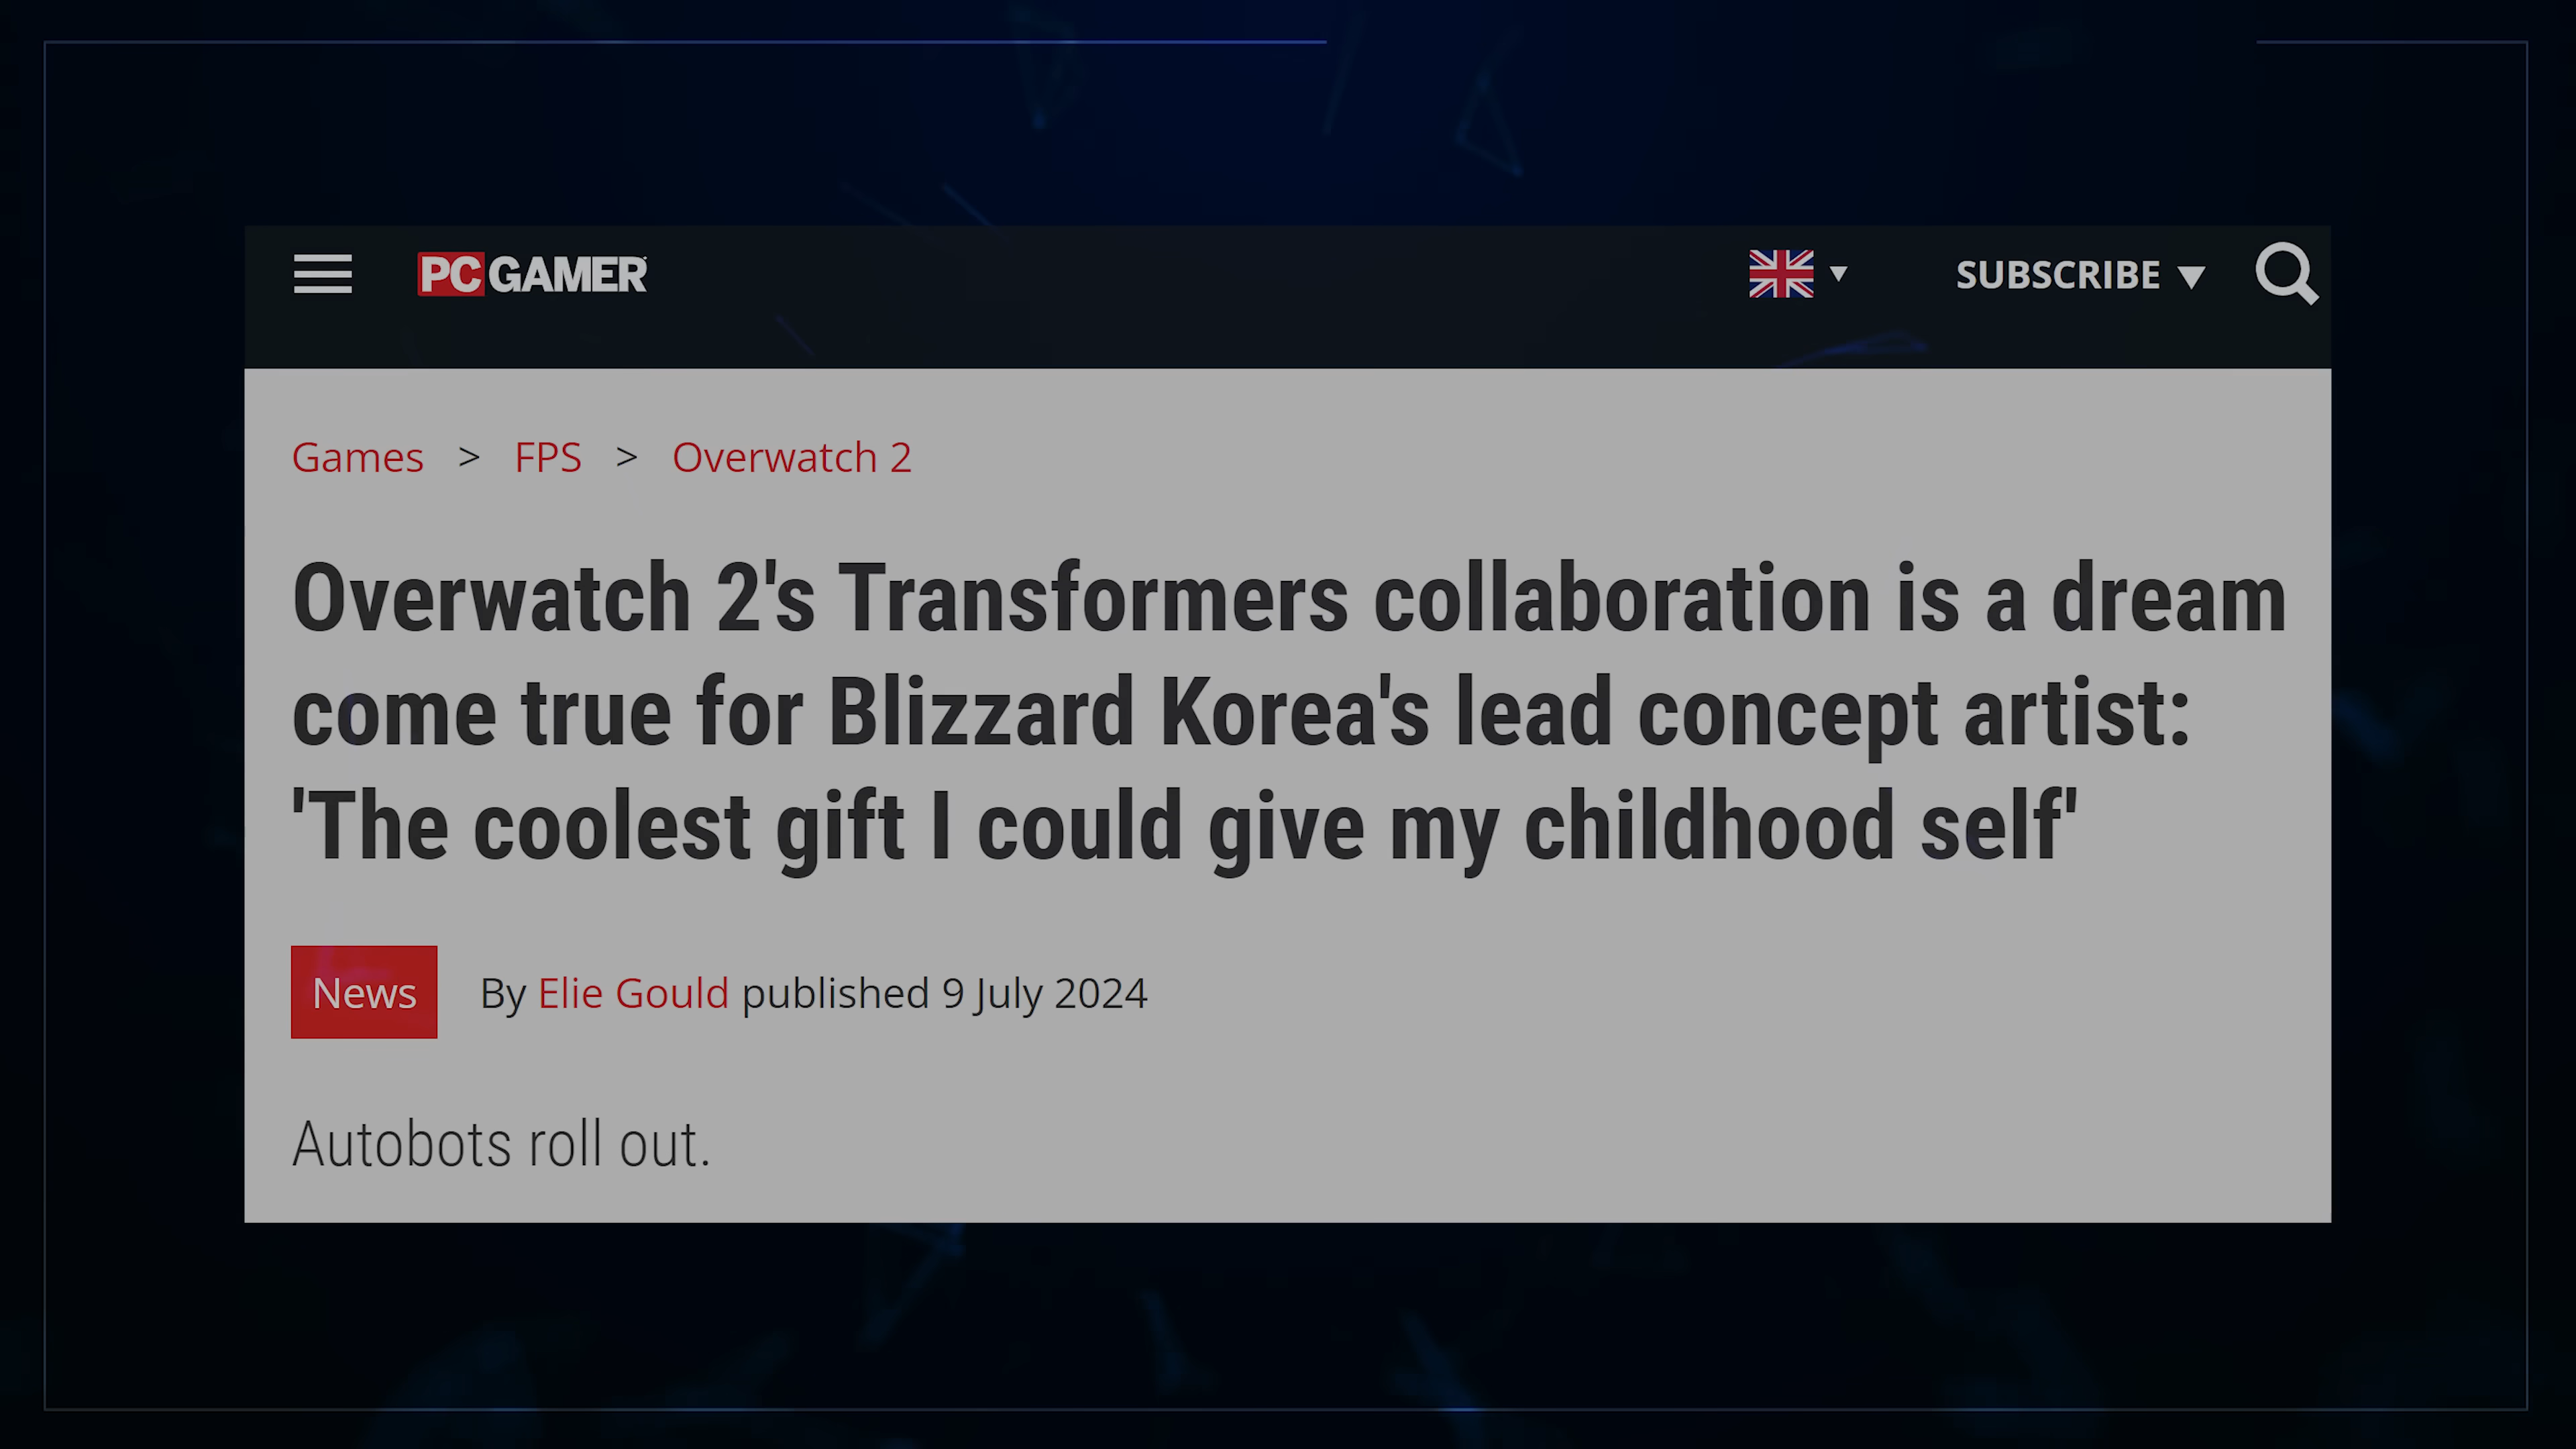 PC GAMER
SUBSCRIBE
Games > FPS > Overwatch 2
Overwatch 2's Transformers collaboration is a dream
come true for Blizzard Korea's lead concept artist:
'The coolest gift I could give my childhood self'
News
By Elie Gould published 9 July 2024
Autobots roll out.